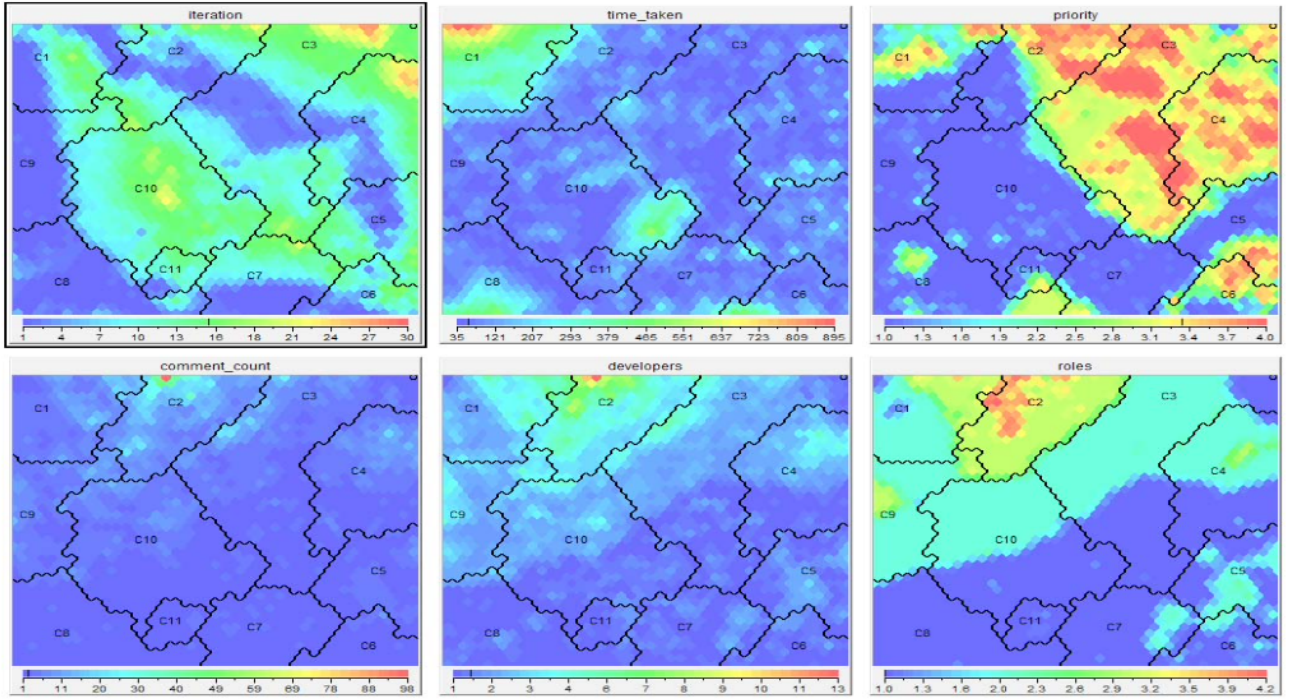 iteration
C1
C2
C3
C4
C9
C10
C5
C8
C11
C7
C6
1 4 7 10 13 16 18 21 24 27 30
time_taken
C1
C2
C3
C4
C9
C10
C5
C8
C11
C7
C6
35 121 207 293 379 465 551 637 723 809 895
priority
C1
C2
C3
C4
C9
C10
C5
C8
C11
C7
C6
1.0 1.3 1.6 1.9 2.2 2.5 2.8 3.1 3.4 3.7 4.0
comment_count
C1
C2
C3
C4
C9
C10
C5
C8
C11
C7
C6
1 11 20 30 40 49 59 69 78 88 98
developers
C1
C2
C3
C4
C9
C10
C5
C8
C11
C7
C6
1 2 3 4 6 7 8 9 10 11 13
roles
C1
C2
C3
C4
C9
C10
C5
C8
C11
C7
C6
1.0 1.3 1.6 2.0 2.3 2.6 2.9 3.2 3.5 3.9 4.2